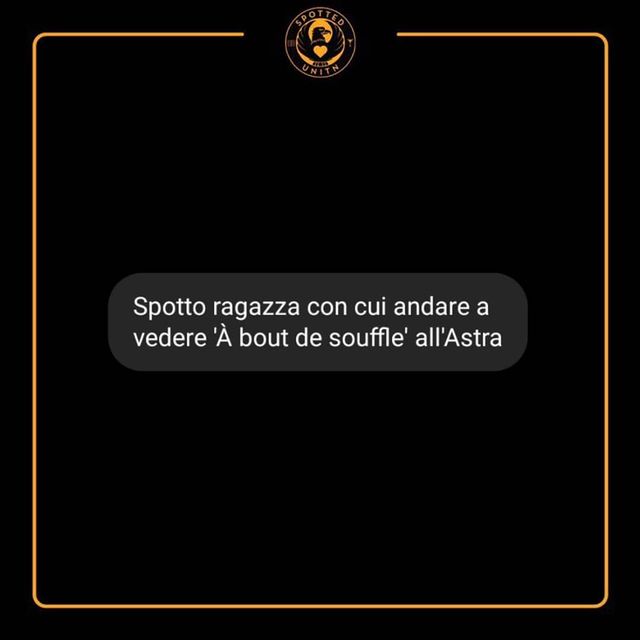 SPOTTED
UNITN
Spotto ragazza con cui andare a
vedere 'À bout de souffle' all'Astra